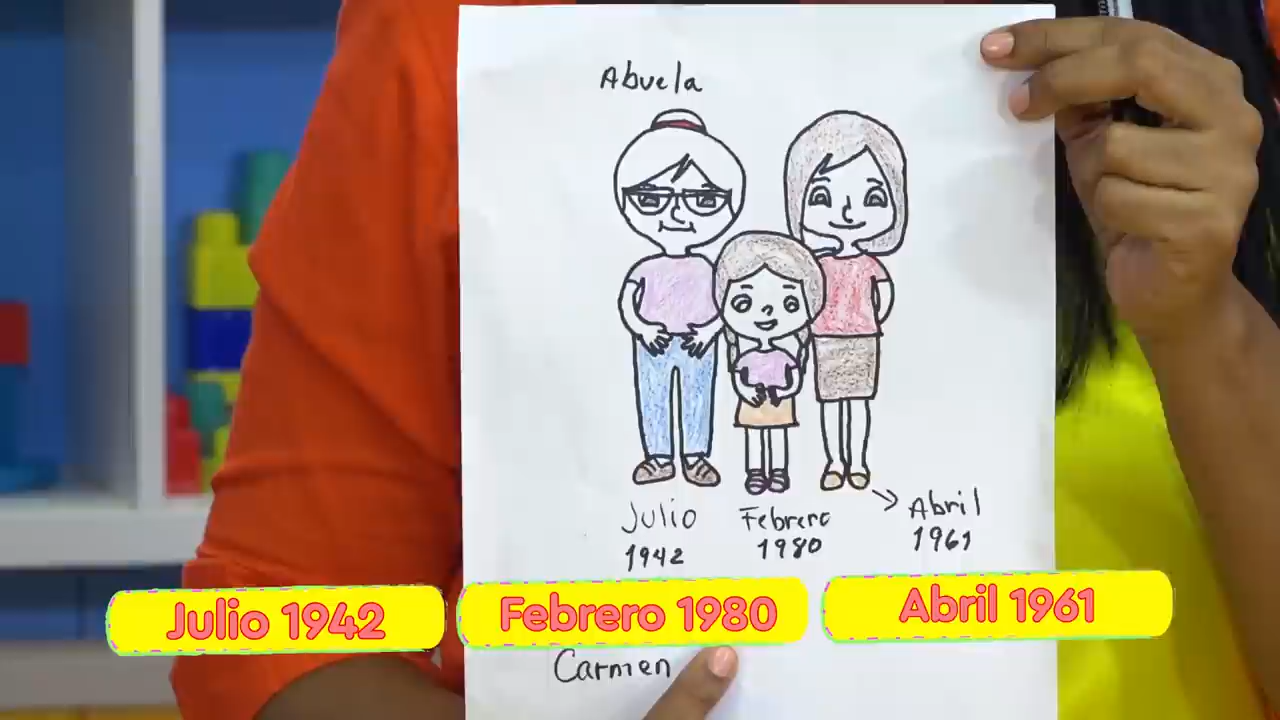 Abuela
Julio
1942
Febrero
1980
Abril
1961
Julio 1942
Febrero 1980
Abril 1961
Carmen